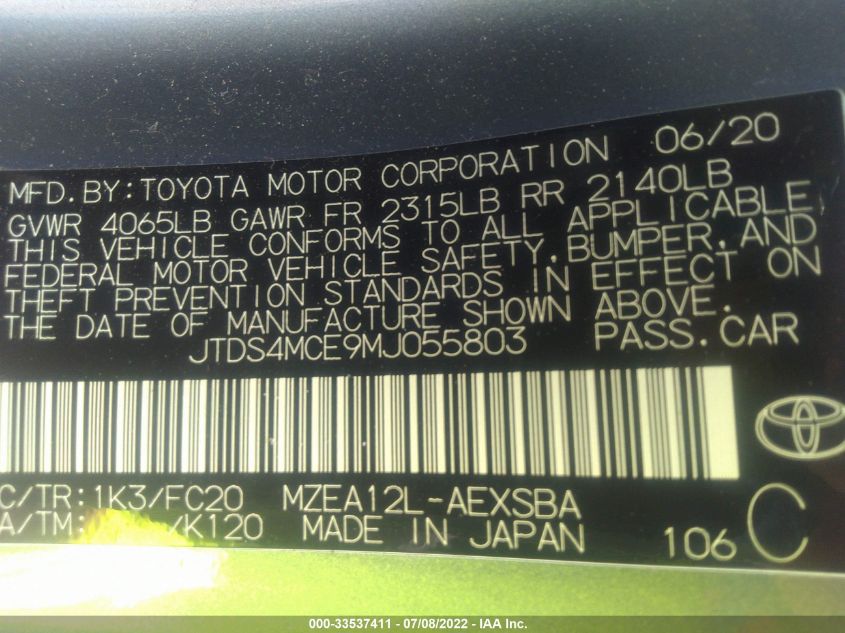 06/20
MFD. BY: TOYOTA MOTOR CORPORATION
GVWR 4065LB GAWR FR 2315LB RR 2140LB
THIS VEHICLE CONFORMS TO ALL APPLICABLE
FEDERAL MOTOR VEHICLE SAFETY, BUMPER, AND
THEFT PREVENTION STANDARDS IN EFFECT ON
THE DATE OF MANUFACTURE SHOWN ABOVE.
JTDS4MCE9MJ055803 PASS. CAR
C/TR: 1K3/FC20 MZEA12L-AEXSBA
A/TM: /K120 MADE IN JAPAN 106 C
000-33537411 - 07/08/2022 - IAA Inc.